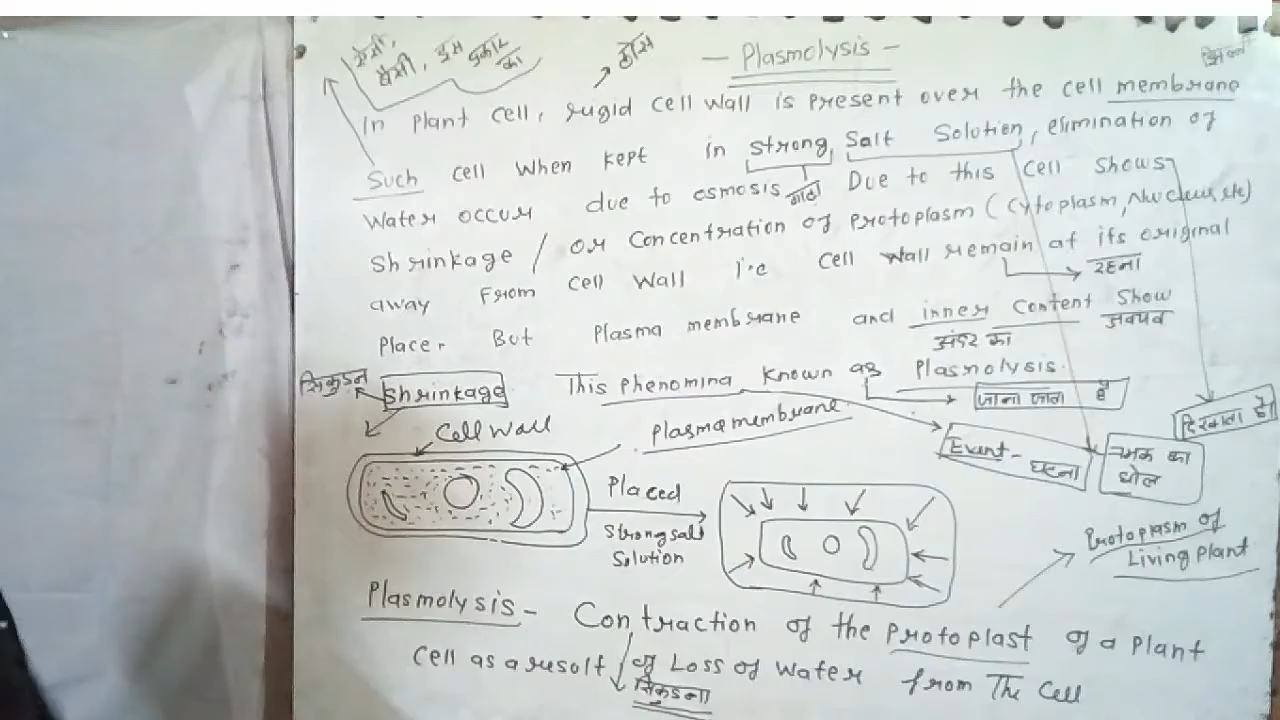 ऐसी,
वैसी, इस प्रकार का
ठोस
— Plasmolysis —
झिल्ली
In Plant cell, rugid cell wall is present over the cell membrane
Such cell when kept in strong, Salt Solution, elimination of
Water occur due to osmosis गाढा Due to this cell shows
Shrinkage / or Concentration of Protoplasm (cytoplasm, Nucleus, etc)
away From cell wall i.e cell wall remain at its original
रहना
Place. But Plasma membrane and inner Content Show
अंदर का अवयव
सिकुडन Shrinkage This Phenomina known as Plasmolysis.
जाना जाता है
दिखाता है।
Cell wall Plasma membrane
Event - घटना
नमक का
घोल
Placed
Strong salt
Solution
Protoplasm of
Living Plant
Plasmolysis - Contraction of the Protoplast of a Plant
Cell as a resolt of Loss of Water from The Cell
सिकुडना